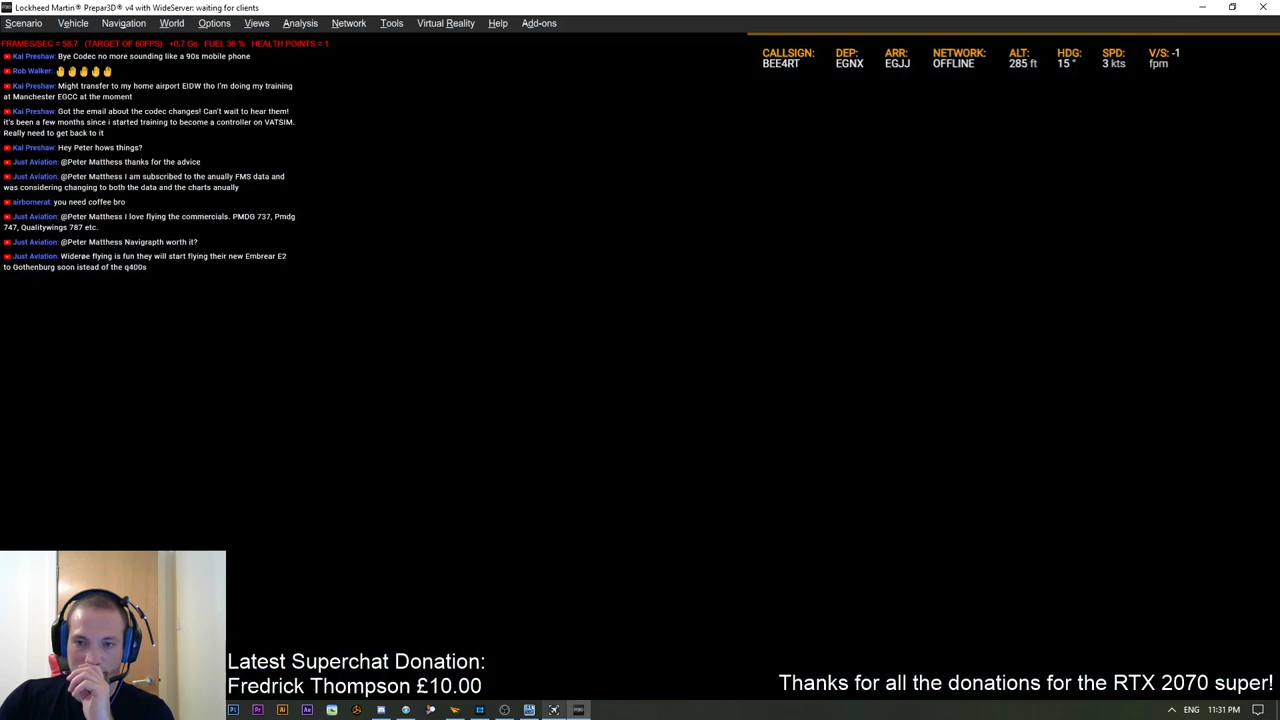 Lockheed Martin® Prepar3D® v4 with WideServer: waiting for clients
Scenario Vehicle Navigation World Options Views Analysis Network Tools Virtual Reality Help Add-ons
FRAMES/SEC = 58.7 (TARGET OF 60FPS) +0.7 Gs FUEL 36 % HEALTH POINTS = 1
CALLSIGN: DEP: ARR: NETWORK: ALT: HDG: SPD: V/S: -1
BEE4RT EGNX EGJJ OFFLINE 285 ft 15 ° 3 kts fpm
Kai Preshaw: Bye Codec no more sounding like a 90s mobile phone
Rob Walker: 🤚🤚🤚🤚🤚
Kai Preshaw: Might transfer to my home airport EIDW tho I'm doing my training
at Manchester EGCC at the moment
Kai Preshaw: Got the email about the codec changes! Can't wait to hear them!
it's been a few months since i started training to become a controller on VATSIM.
Really need to get back to it
Kai Preshaw: Hey Peter hows things?
Just Aviation: @Peter Matthess thanks for the advice
Just Aviation: @Peter Matthess I am subscribed to the anually FMS data and
was considering changing to both the data and the charts anually
airbornerat: you need coffee bro
Just Aviation: @Peter Matthess I love flying the commercials. PMDG 737, Pmdg
747, Qualitywings 787 etc.
Just Aviation: @Peter Matthess Navigrapth worth it?
Just Aviation: Widerøe flying is fun they will start flying their new Embrear E2
to Gothenburg soon istead of the q400s
Latest Superchat Donation:
Fredrick Thompson £10.00
Thanks for all the donations for the RTX 2070 super!
Pt Pr Ai Ae
ENG 11:31 PM